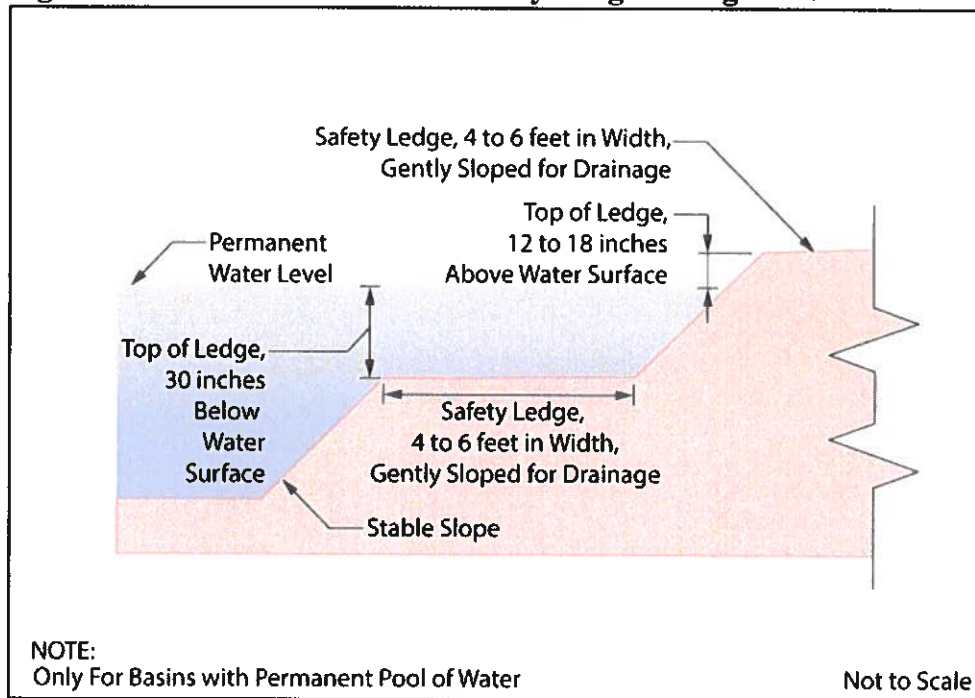 Safety Ledge, 4 to 6 feet in Width,
Gently Sloped for Drainage
Top of Ledge,
12 to 18 inches
Above Water Surface
Permanent
Water Level
Top of Ledge,
30 inches
Below
Water
Surface
Safety Ledge,
4 to 6 feet in Width,
Gently Sloped for Drainage
Stable Slope
NOTE:
Only For Basins with Permanent Pool of Water
Not to Scale